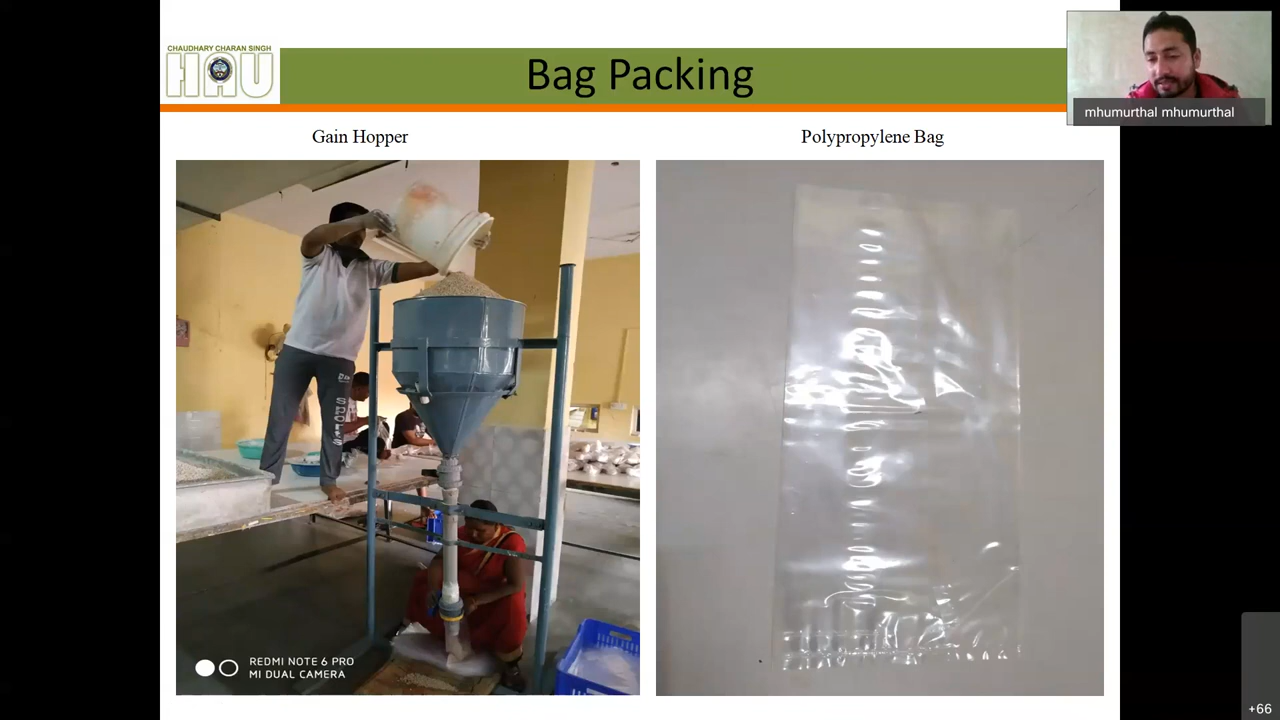 CHAUDHARY CHARAN SINGH
HAU
Bag Packing
mhumurthal mhumurthal
Gain Hopper
Polypropylene Bag
SPORTS
REDMI NOTE 6 PRO
MI DUAL CAMERA
+66